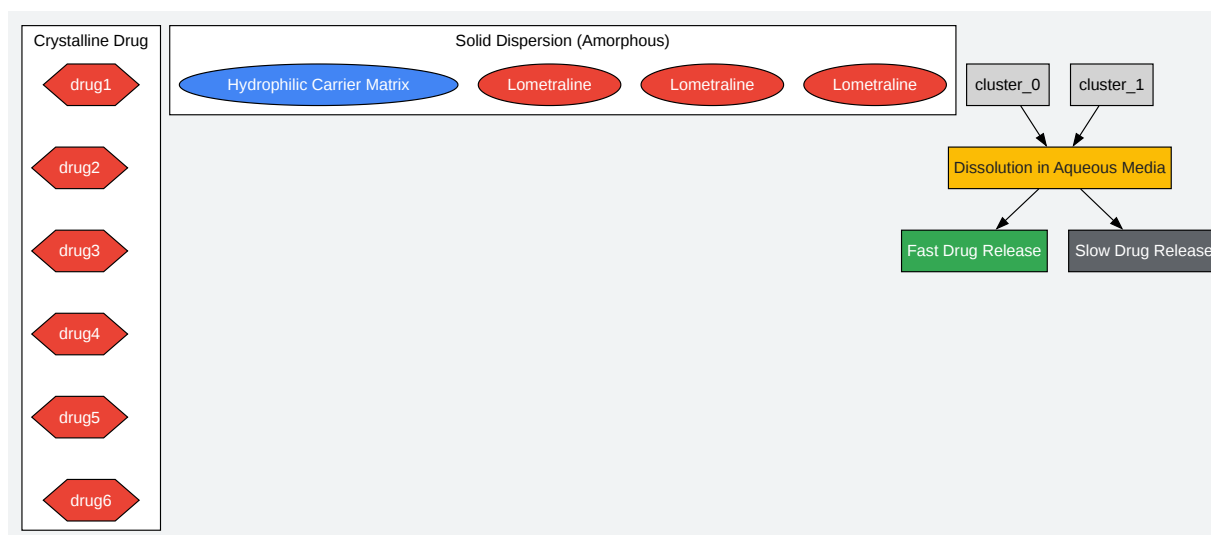 Crystalline Drug
drug1
drug2
drug3
drug4
drug5
drug6
Solid Dispersion (Amorphous)
Hydrophilic Carrier Matrix
Lometraline
Lometraline
Lometraline
cluster_0
cluster_1
Dissolution in Aqueous Media
Fast Drug Release
Slow Drug Release